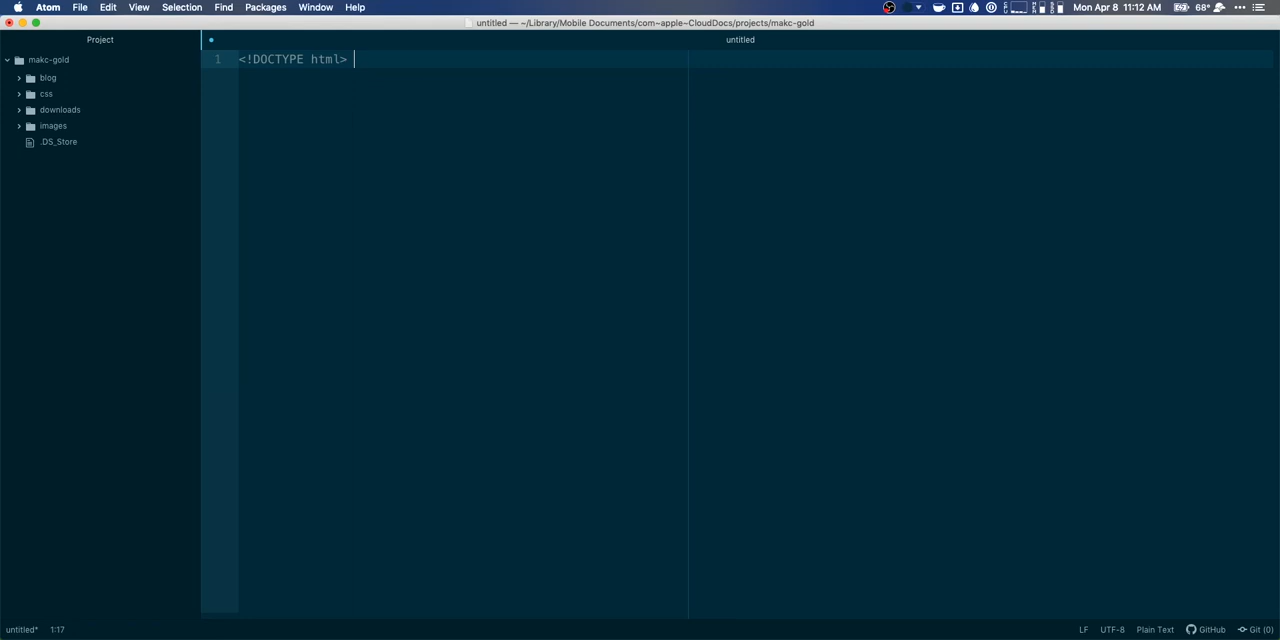 Atom File Edit View Selection Find Packages Window Help
Mon Apr 8 11:12 AM 68°
untitled — ~/Library/Mobile Documents/com~apple~CloudDocs/projects/makc-gold
Project
untitled
makc-gold
blog
css
downloads
images
.DS_Store
1 <!DOCTYPE html>
untitled* 1:17
LF UTF-8 Plain Text GitHub Git (0)